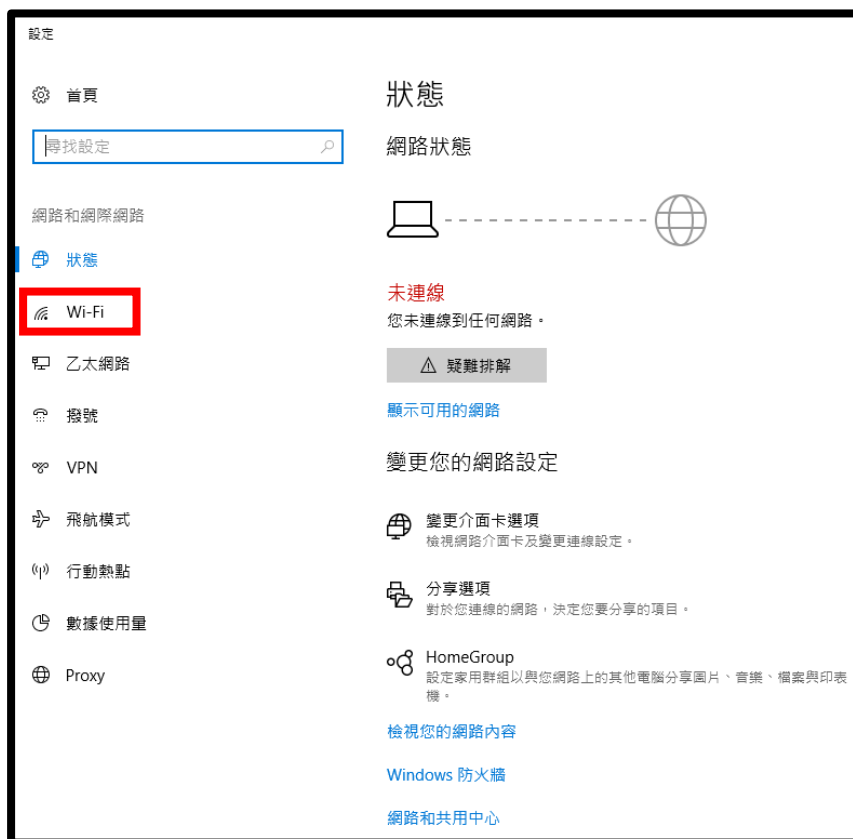 設定
首頁
尋找設定
網路和網際網路
狀態
Wi-Fi
乙太網路
撥號
VPN
飛航模式
行動熱點
數據使用量
Proxy
狀態
網路狀態
未連線
您未連線到任何網路。
疑難排解
顯示可用的網路
變更您的網路設定
變更介面卡選項
檢視網路介面卡及變更連線設定。
分享選項
對於您連線的網路，決定您要分享的項目。
HomeGroup
設定家用群組以與您網路上的其他電腦分享圖片、音樂、檔案與印表
機。
檢視您的網路內容
Windows 防火牆
網路和共用中心